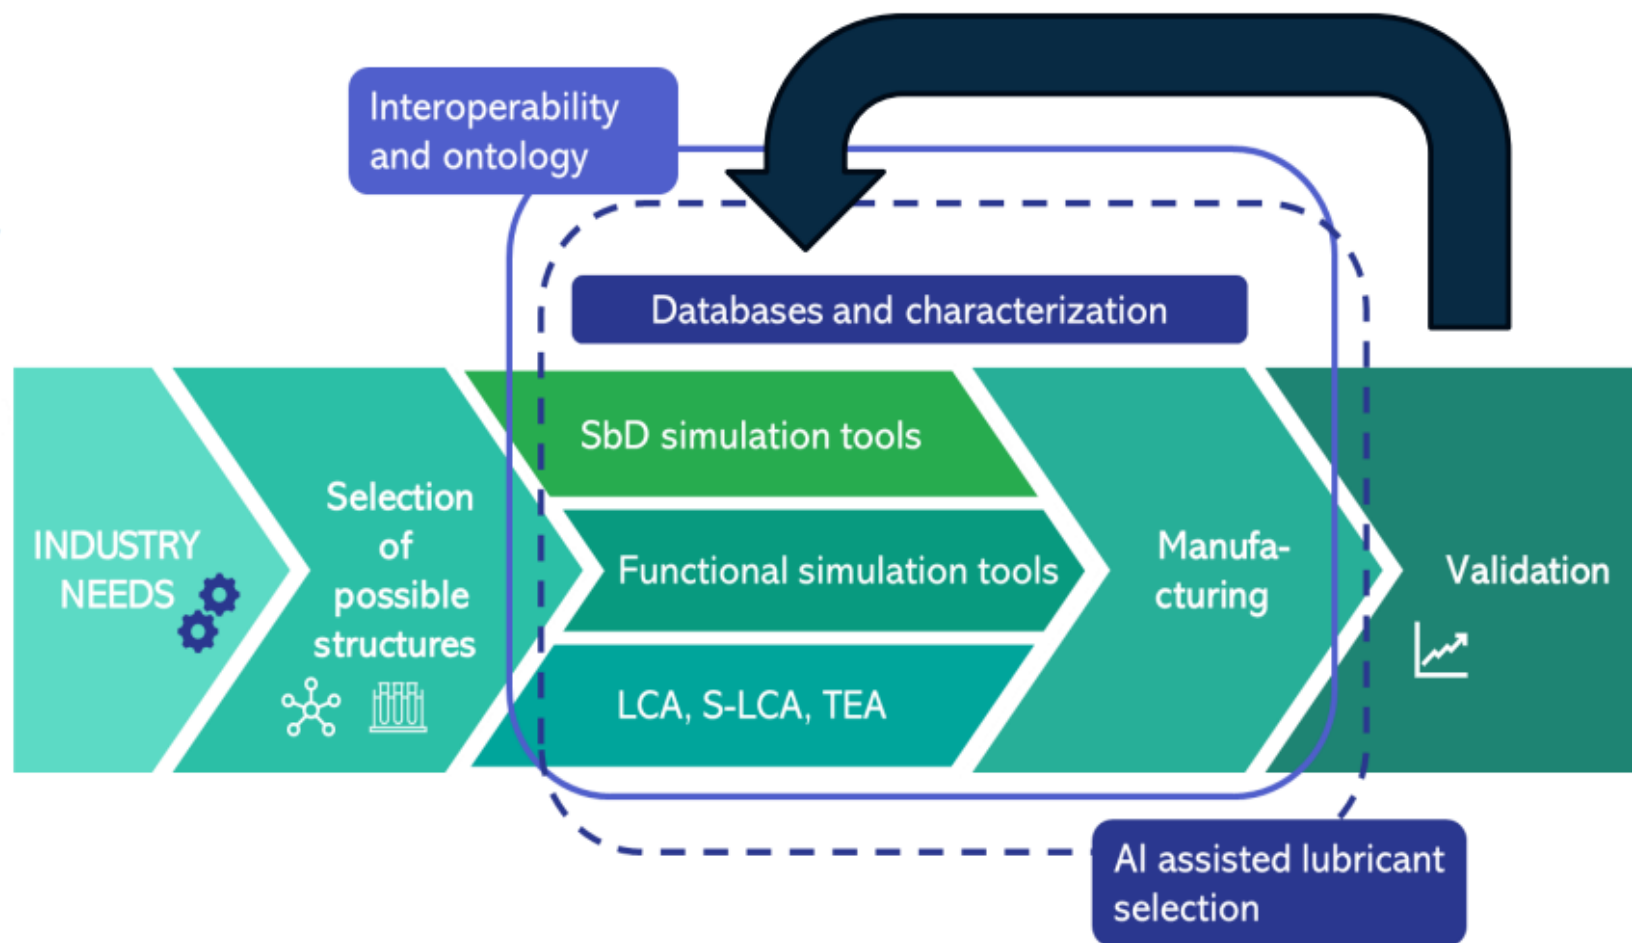 Interoperability
and ontology
Databases and characterization
INDUSTRY
NEEDS
Selection
of
possible
structures
SbD simulation tools
Functional simulation tools
LCA, S-LCA, TEA
Manufa-
cturing
Validation
AI assisted lubricant
selection